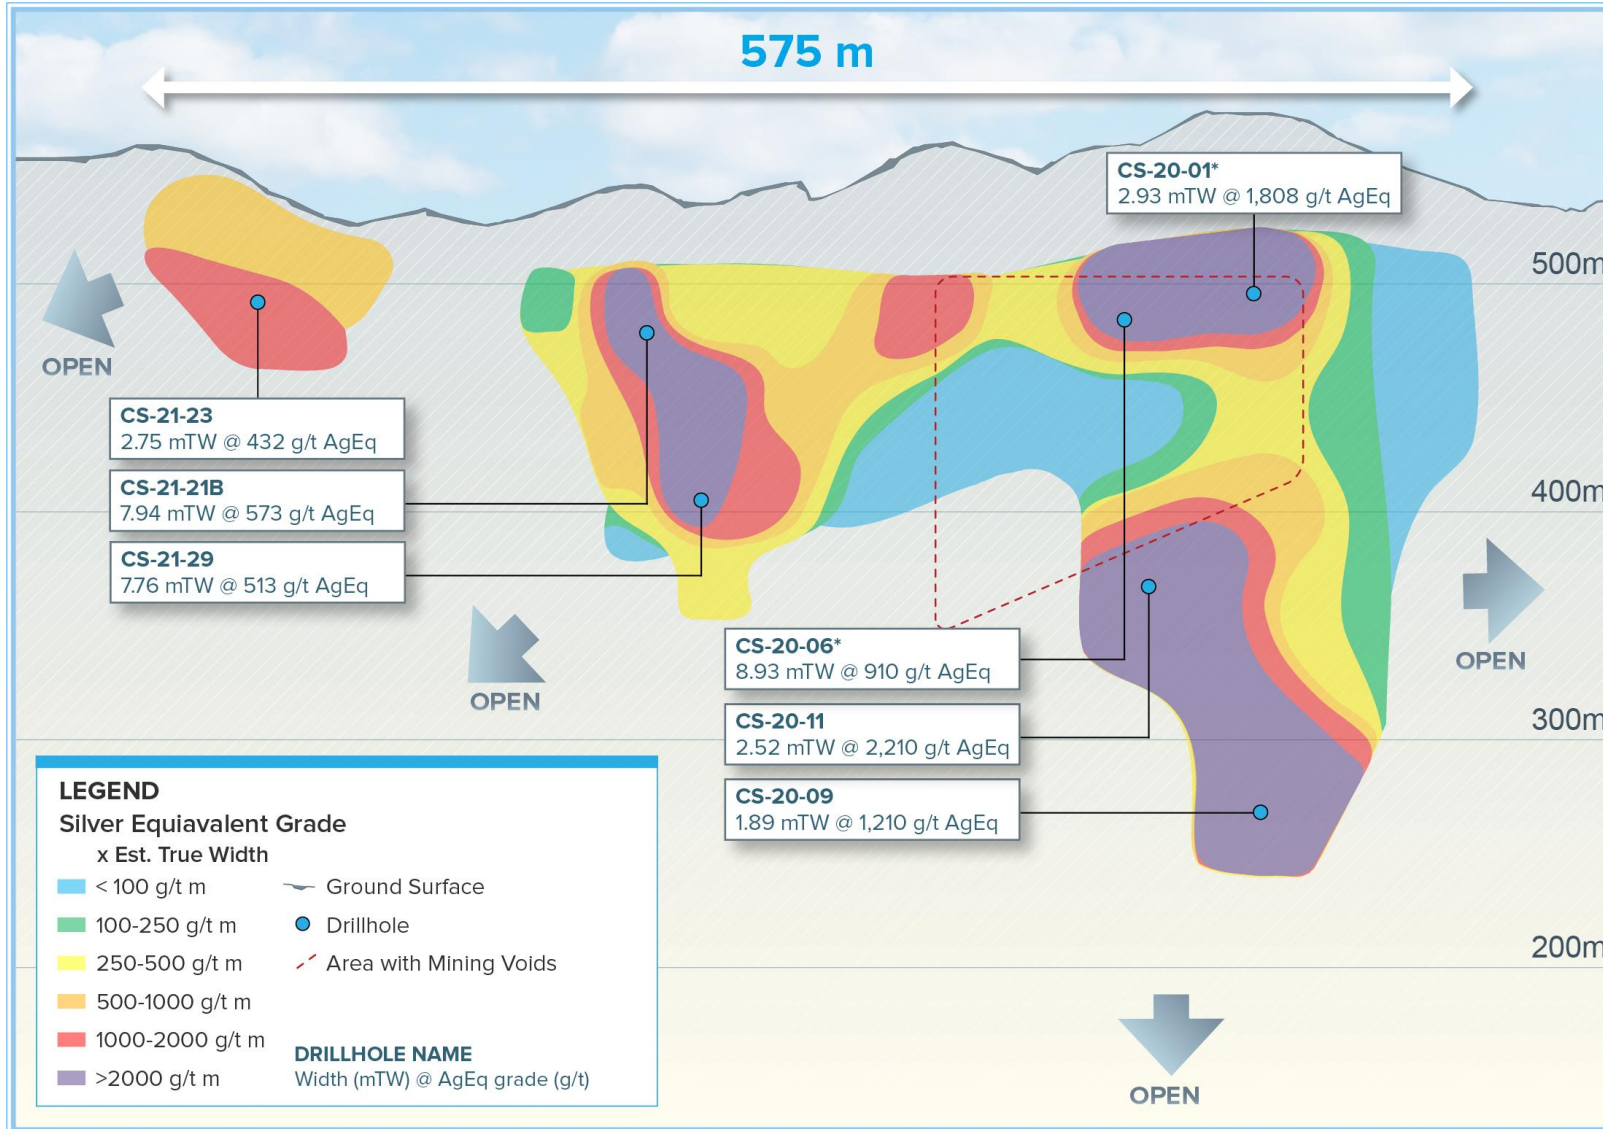 575 m
CS-20-01*
2.93 mTW @ 1,808 g/t AgEq
500m
OPEN
CS-21-23
2.75 mTW @ 432 g/t AgEq
CS-21-21B
7.94 mTW @ 573 g/t AgEq
400m
CS-21-29
7.76 mTW @ 513 g/t AgEq
OPEN
OPEN
CS-20-06*
8.93 mTW @ 910 g/t AgEq
CS-20-11
2.52 mTW @ 2,210 g/t AgEq
300m
CS-20-09
1.89 mTW @ 1,210 g/t AgEq
LEGEND
Silver Equiavalent Grade
x Est. True Width
< 100 g/t m
100-250 g/t m
250-500 g/t m
500-1000 g/t m
1000-2000 g/t m
>2000 g/t m
Ground Surface
Drillhole
Area with Mining Voids
DRILLHOLE NAME
Width (mTW) @ AgEq grade (g/t)
200m
OPEN